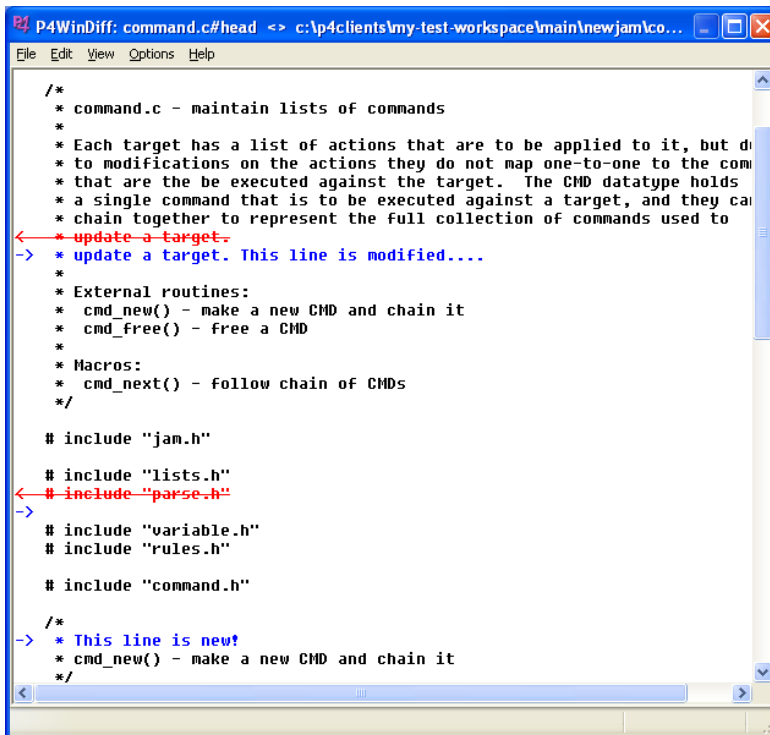 P4WinDiff: command.c#head <> c:\p4clients\my-test-workspace\main\newjam\co...
File Edit View Options Help
/*
* command.c - maintain lists of commands
*
* Each target has a list of actions that are to be applied to it, but
* to modifications on the actions they do not map one-to-one to the
* that are the be executed against the target.  The CMD datatype holds
* a single command that is to be executed against a target, and they
* chain together to represent the full collection of commands used to
<- * update a target.
-> * update a target. This line is modified....
*
* External routines:
*  cmd_new() - make a new CMD and chain it
*  cmd_free() - free a CMD
*
* Macros:
*  cmd_next() - follow chain of CMDs
*/
# include "jam.h"
# include "lists.h"
<- # include "parse.h"
->
# include "variable.h"
# include "rules.h"
# include "command.h"
/*
-> * This line is new!
* cmd_new() - make a new CMD and chain it
*/